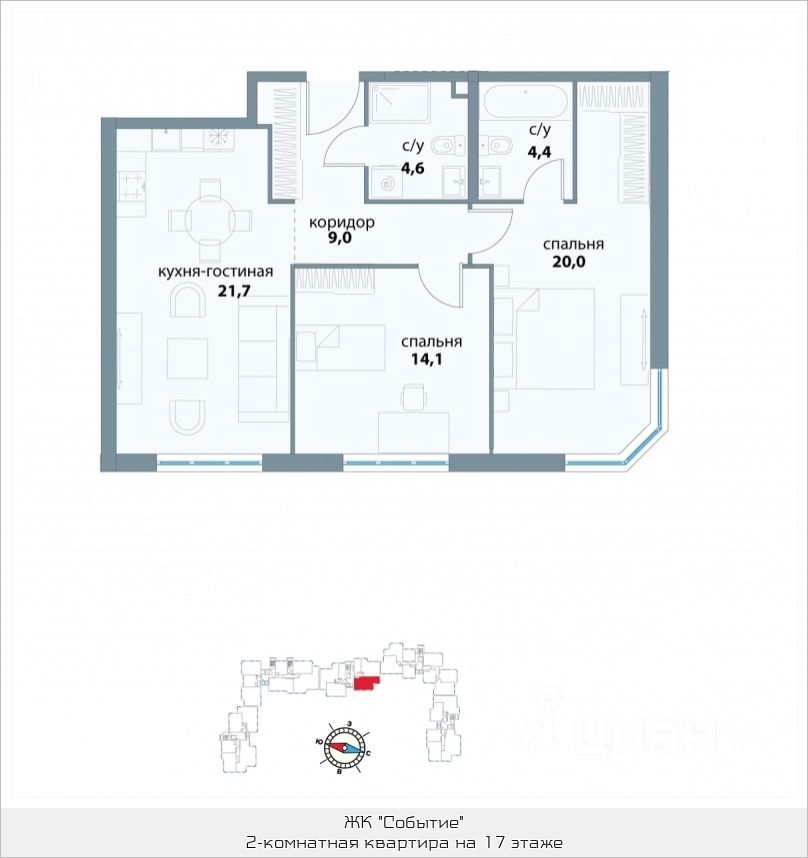 с/у
4,6
с/у
4,4
коридор
9,0
спальня
20,0
кухня-гостиная
21,7
спальня
14,1
З
Ю
С
В
циан
ЖК "Событие"
2-комнатная квартира на 17 этаже